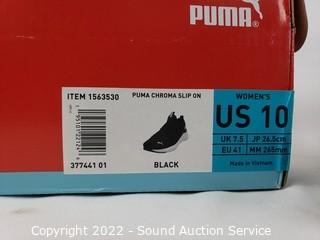 PUMA
ITEM 1563530
PUMA CHROMA SLIP ON
WOMEN'S
US 10
UK 7.5 JP 26.5cm
EU 41 MM 265mm
Made in Vietnam
377441 01
BLACK
Copyright 2022 - Sound Auction Service